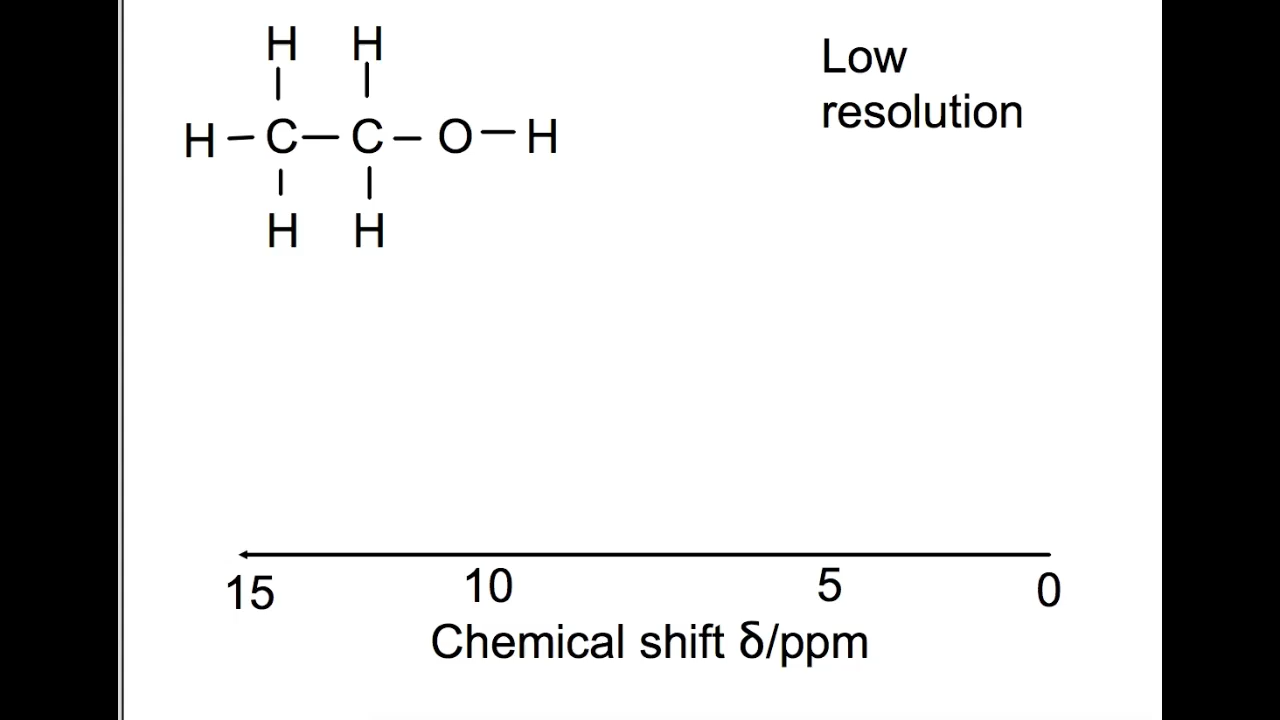 H H
H – C – C – O – H
H H
Low
resolution
15 10 5 0
Chemical shift δ/ppm